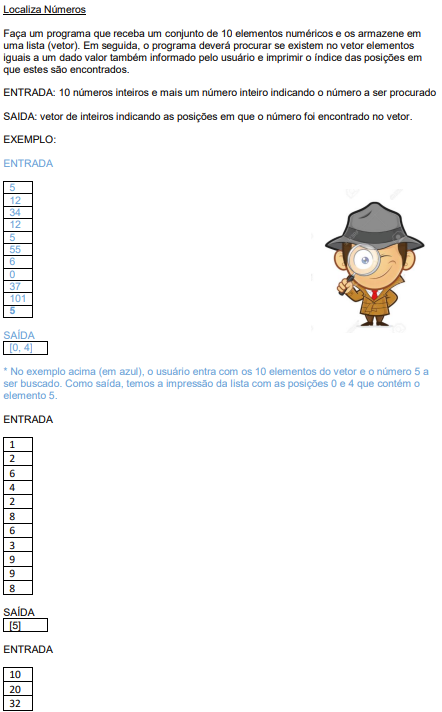 Localiza Números
Faça um programa que receba um conjunto de 10 elementos numéricos e os armazene em
uma lista (vetor). Em seguida, o programa deverá procurar se existem no vetor elementos
iguais a um dado valor também informado pelo usuário e imprimir o índice das posições em
que estes são encontrados.
ENTRADA: 10 números inteiros e mais um número inteiro indicando o número a ser procurado
SAIDA: vetor de inteiros indicando as posições em que o número foi encontrado no vetor.
EXEMPLO:
ENTRADA
5
12
34
12
5
55
6
0
37
101
5
SAÍDA
[0, 4]
* No exemplo acima (em azul), o usuário entra com os 10 elementos do vetor e o número 5 a
ser buscado. Como saída, temos a impressão da lista com as posições 0 e 4 que contém o
elemento 5.
ENTRADA
1
2
6
4
2
8
6
3
9
9
8
SAÍDA
[5]
ENTRADA
10
20
32